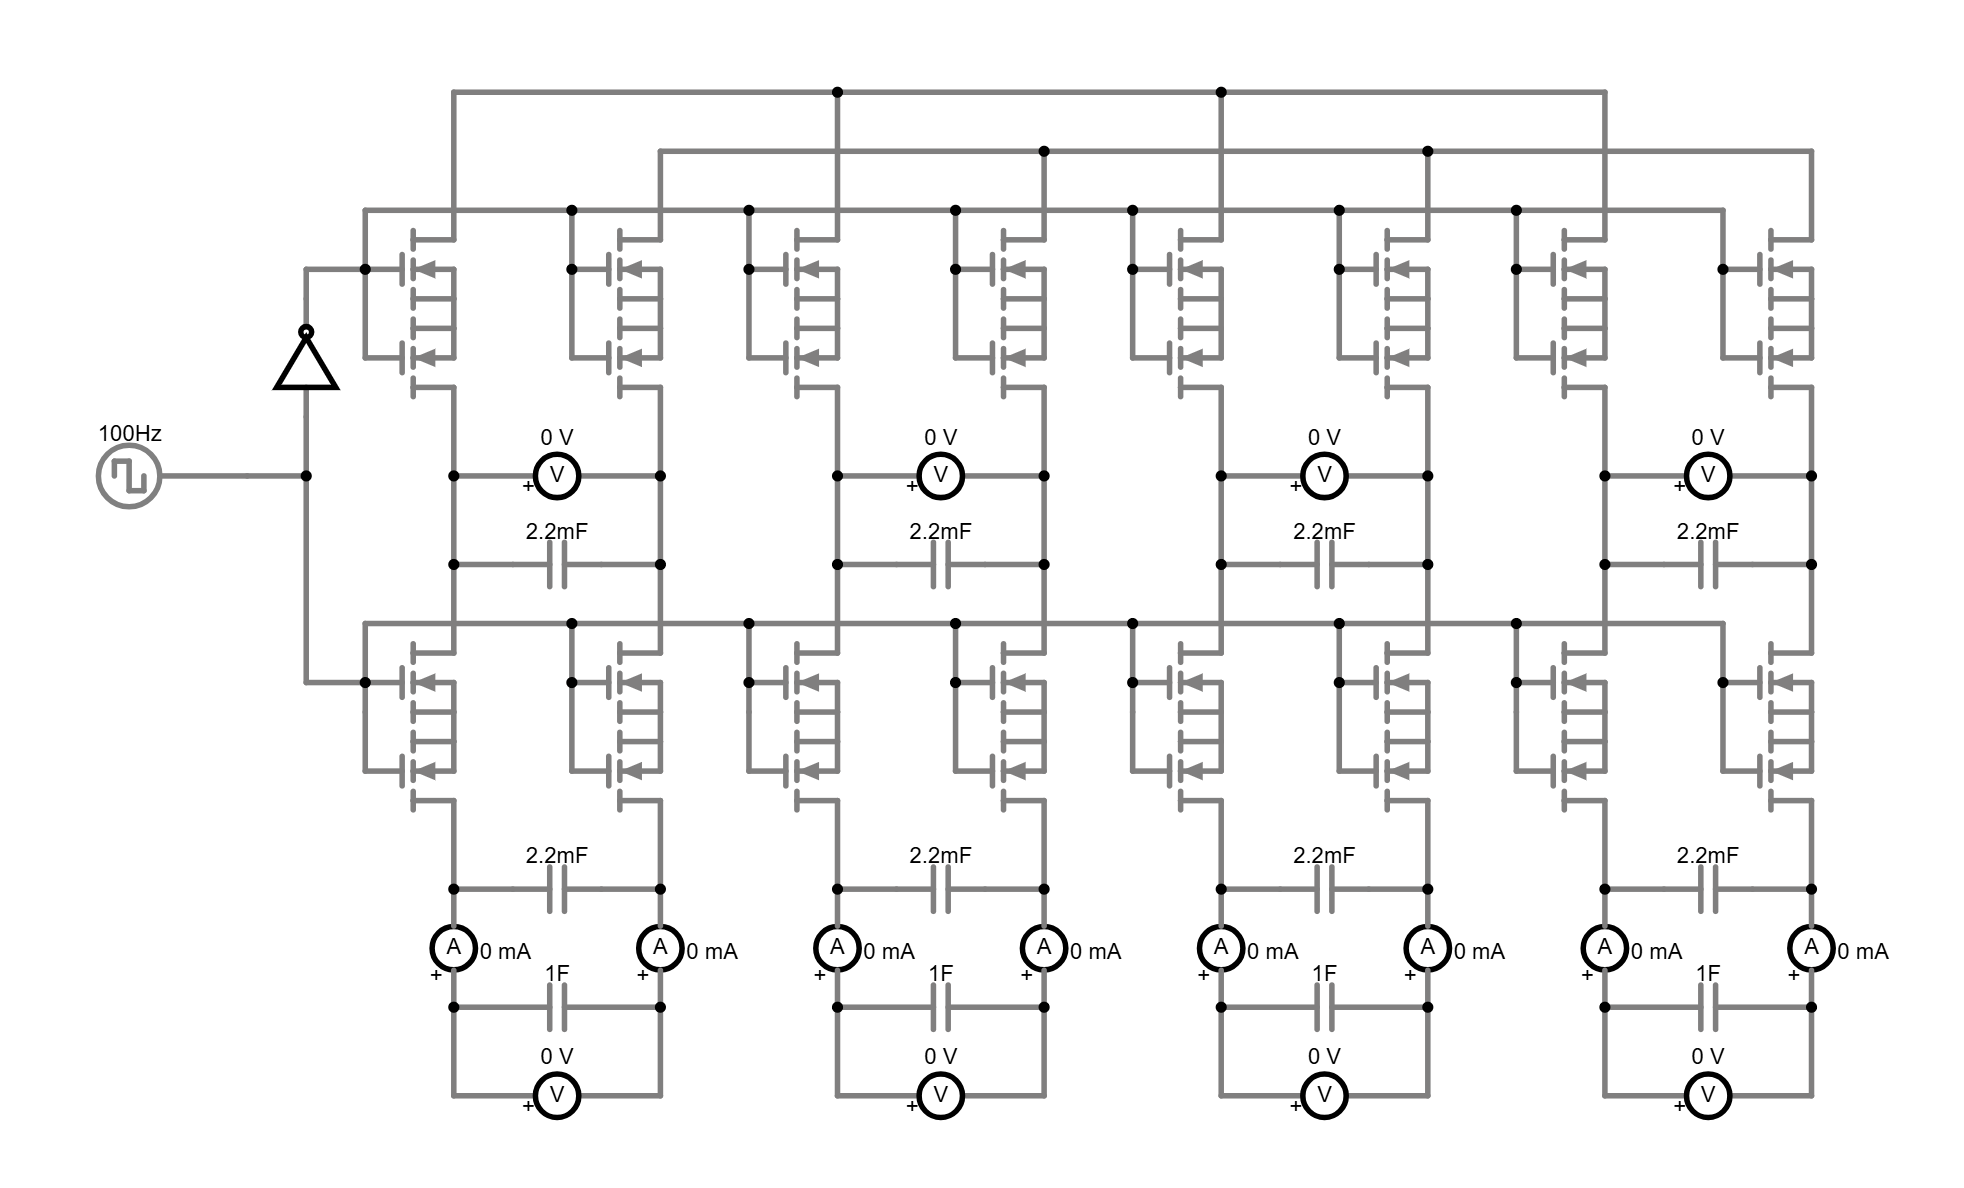 100Hz
0 V 0 V 0 V 0 V
V V V V
+ + + +
2.2mF 2.2mF 2.2mF 2.2mF
2.2mF 2.2mF 2.2mF 2.2mF
A 0 mA A 0 mA A 0 mA A 0 mA A 0 mA A 0 mA A 0 mA A 0 mA
+ + + + + + + +
1F 1F 1F 1F
0 V 0 V 0 V 0 V
V V V V
+ + + +